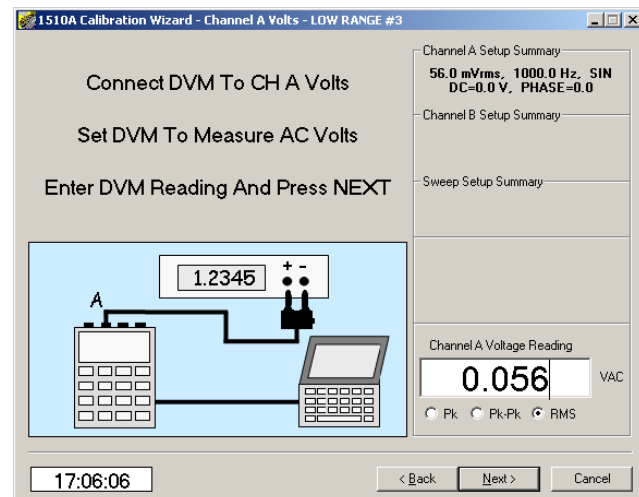 1510A Calibration Wizard - Channel A Volts - LOW RANGE #3
Connect DVM To CH A Volts
Set DVM To Measure AC Volts
Enter DVM Reading And Press NEXT
Channel A Setup Summary
56.0 mVrms, 1000.0 Hz, SIN
DC=0.0 V, PHASE=0.0
Channel B Setup Summary
Sweep Setup Summary
1.2345
+ -
A
Channel A Voltage Reading
0.056 VAC
Pk Pk-Pk RMS
17:06:06
< Back Next > Cancel